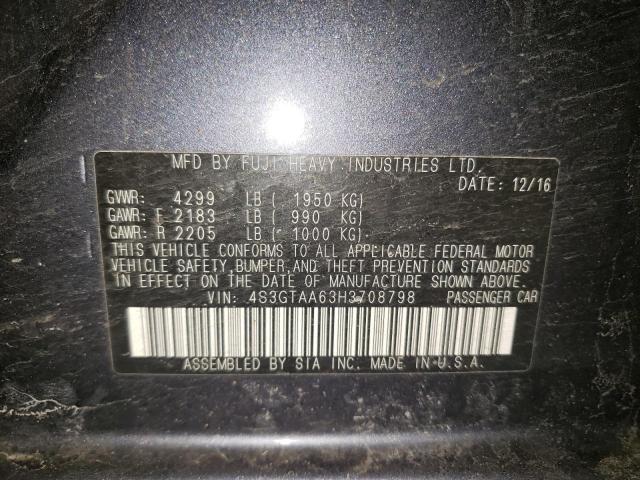 MFD BY FUJI HEAVY INDUSTRIES LTD.
DATE: 12/16
GVWR: 4299 LB ( 1950 KG)
GAWR: F 2183 LB ( 990 KG)
GAWR: R 2205 LB ( 1000 KG)
THIS VEHICLE CONFORMS TO ALL APPLICABLE FEDERAL MOTOR
VEHICLE SAFETY, BUMPER, AND THEFT PREVENTION STANDARDS
IN EFFECT ON THE DATE OF MANUFACTURE SHOWN ABOVE.
VIN: 4S3GTAA63H3708798 PASSENGER CAR
ASSEMBLED BY SIA INC. MADE IN U.S.A.